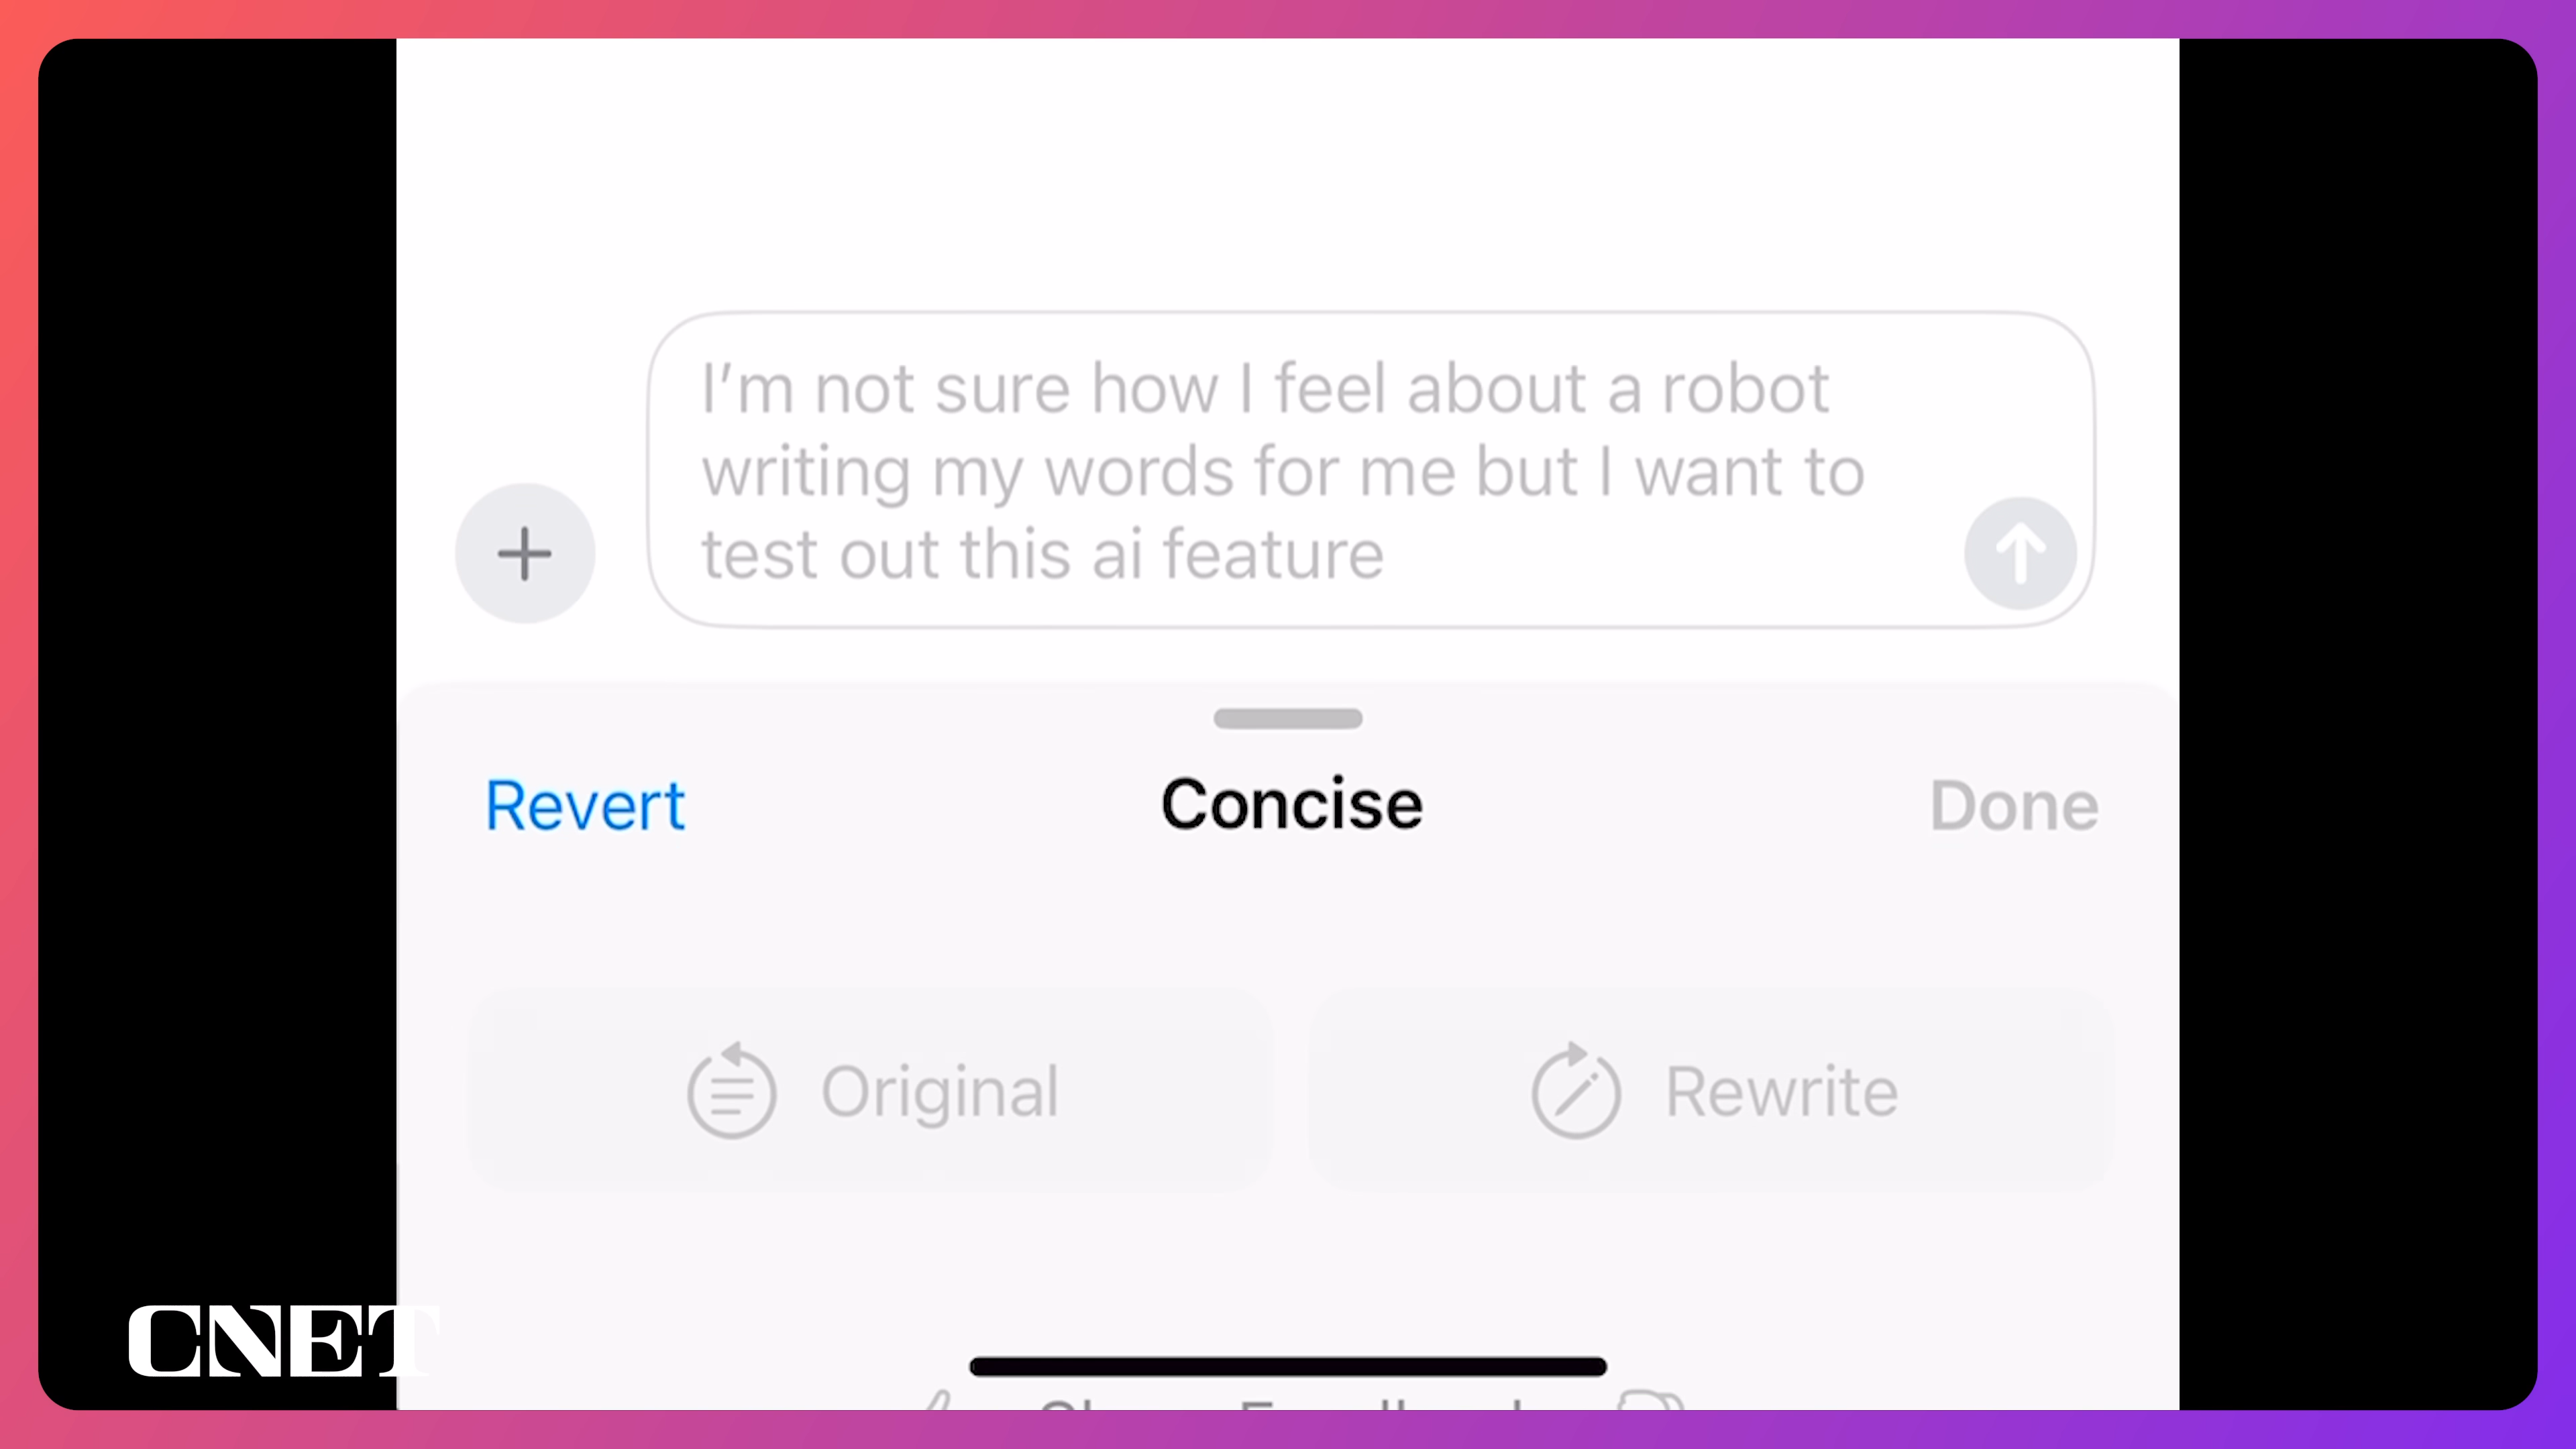 I’m not sure how I feel about a robot
writing my words for me but I want to
test out this ai feature
Revert
Concise
Done
Original
Rewrite
CNET